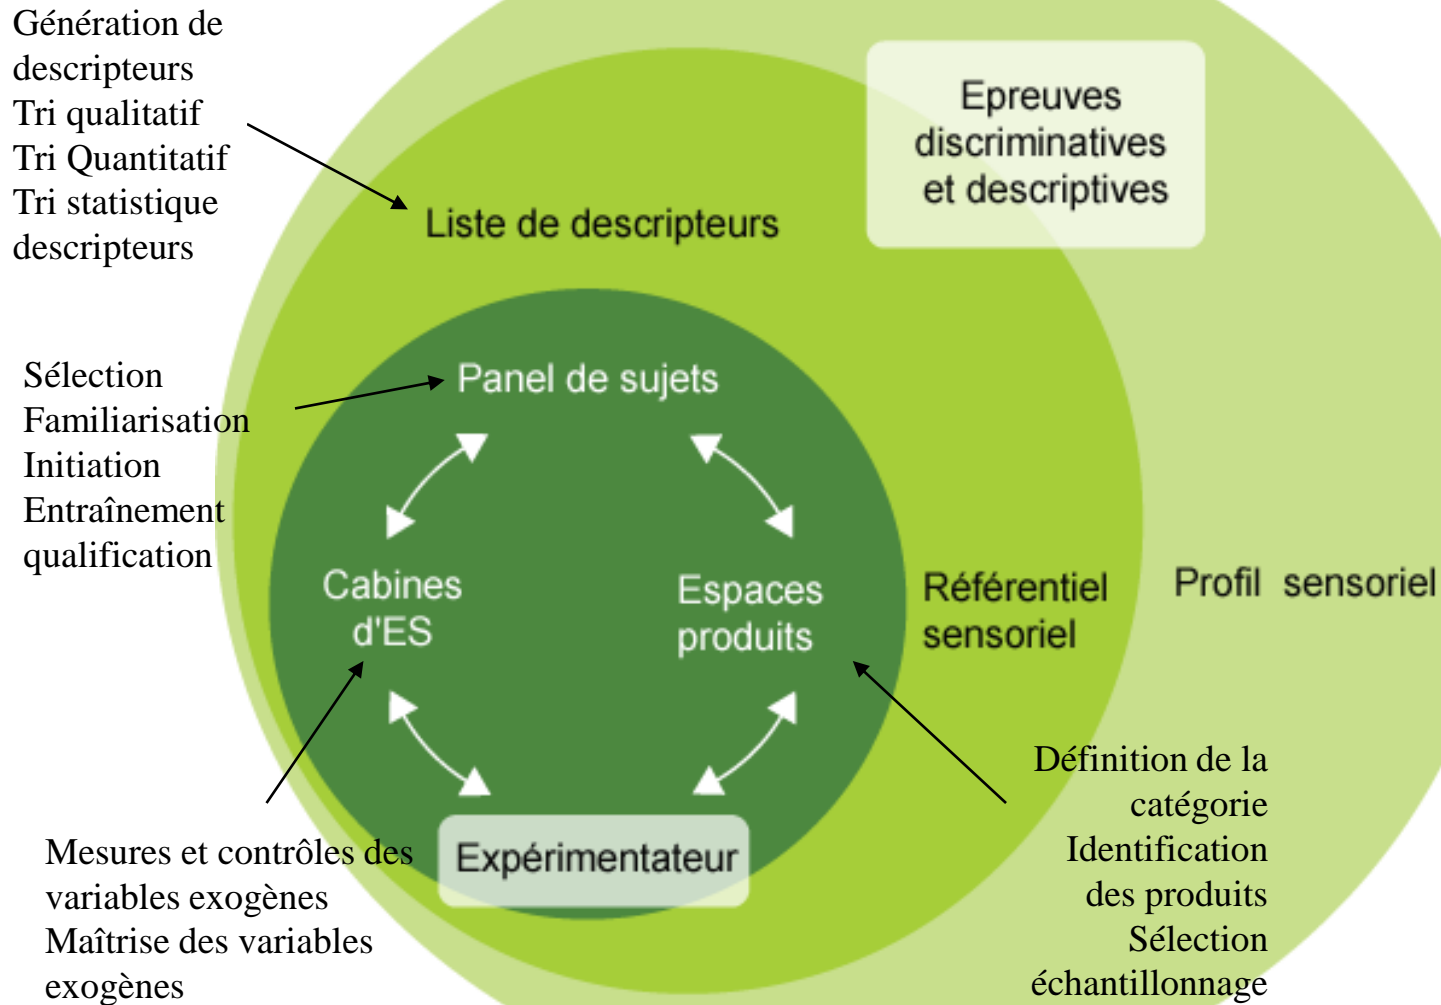 Génération de
descripteurs
Tri qualitatif
Tri Quantitatif
Tri statistique
descripteurs
Epreuves
discriminatives
et descriptives
Liste de descripteurs
Sélection
Familiarisation
Initiation
Entraînement
qualification
Panel de sujets
Cabines
d'ES
Espaces
produits
Référentiel
sensoriel
Profil sensoriel
Expérimentateur
Mesures et contrôles des
variables exogènes
Maîtrise des variables
exogènes
Définition de la
catégorie
Identification
des produits
Sélection
échantillonnage